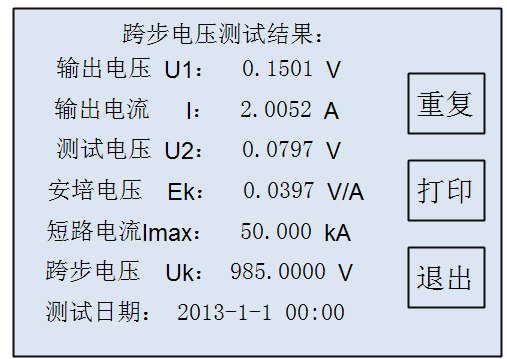 跨步电压测试结果：
输出电压 U1： 0.1501 V
输出电流 I： 2.0052 A
重复
测试电压 U2： 0.0797 V
安培电压 Ek： 0.0397 V/A
打印
短路电流Imax： 50.000 kA
跨步电压 Uk： 985.0000 V
退出
测试日期： 2013-1-1 00:00